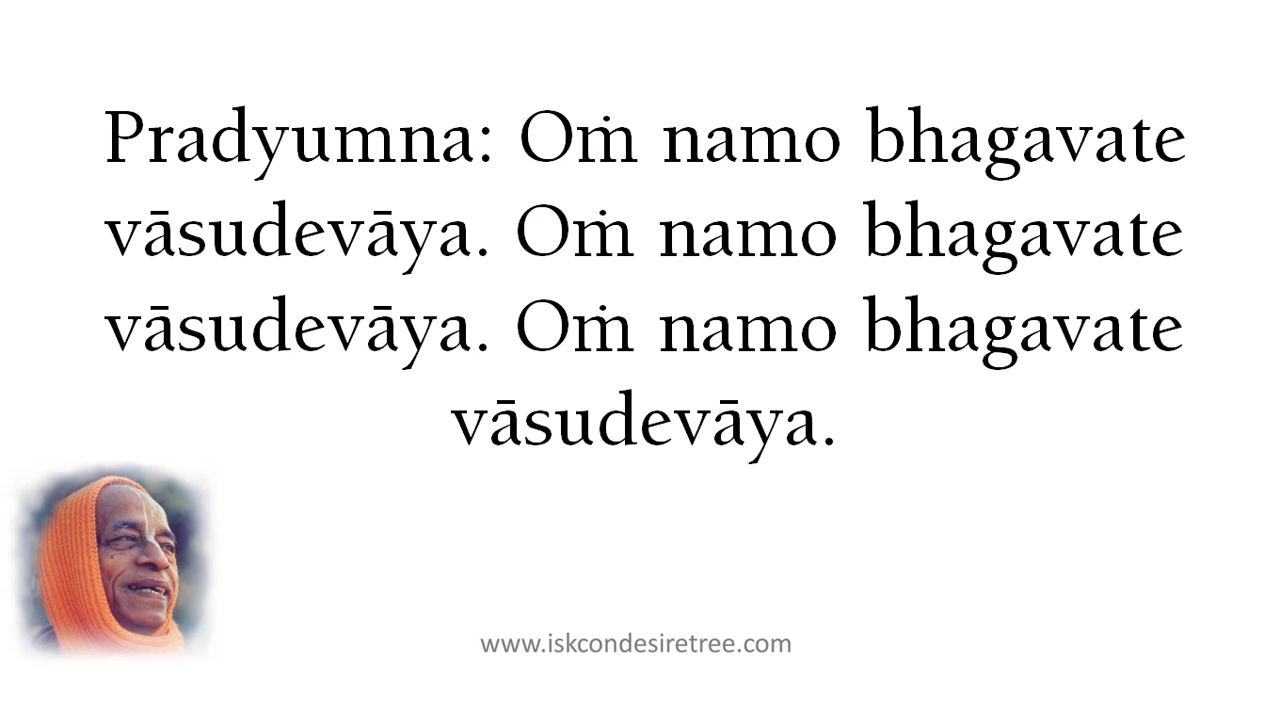 Pradyumna: Oṁ namo bhagavate
vāsudevāya. Oṁ namo bhagavate
vāsudevāya. Oṁ namo bhagavate
vāsudevāya.
www.iskcondesiretree.com